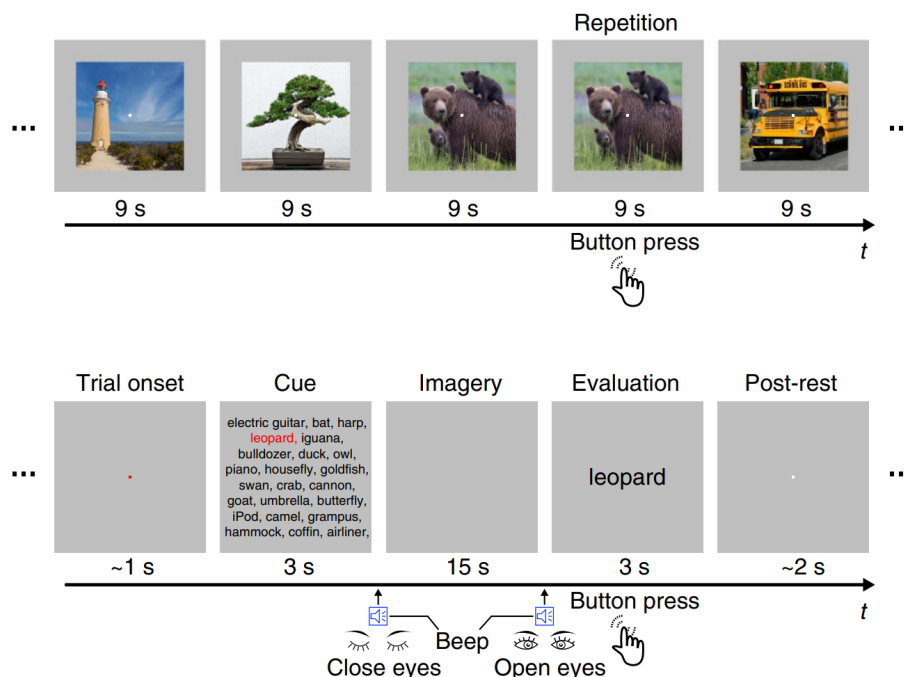 Repetition
school bus
...
...
9 s 9 s 9 s 9 s 9 s
Button press
t
Trial onset Cue Imagery Evaluation Post-rest
electric guitar, bat, harp,
leopard, iguana,
bulldozer, duck, owl,
piano, housefly, goldfish,
swan, crab, cannon,
goat, umbrella, butterfly,
iPod, camel, grampus,
hammock, coffin, airliner,
leopard
...
...
~1 s 3 s 15 s 3 s ~2 s
Button press
t
Beep
Close eyes Open eyes